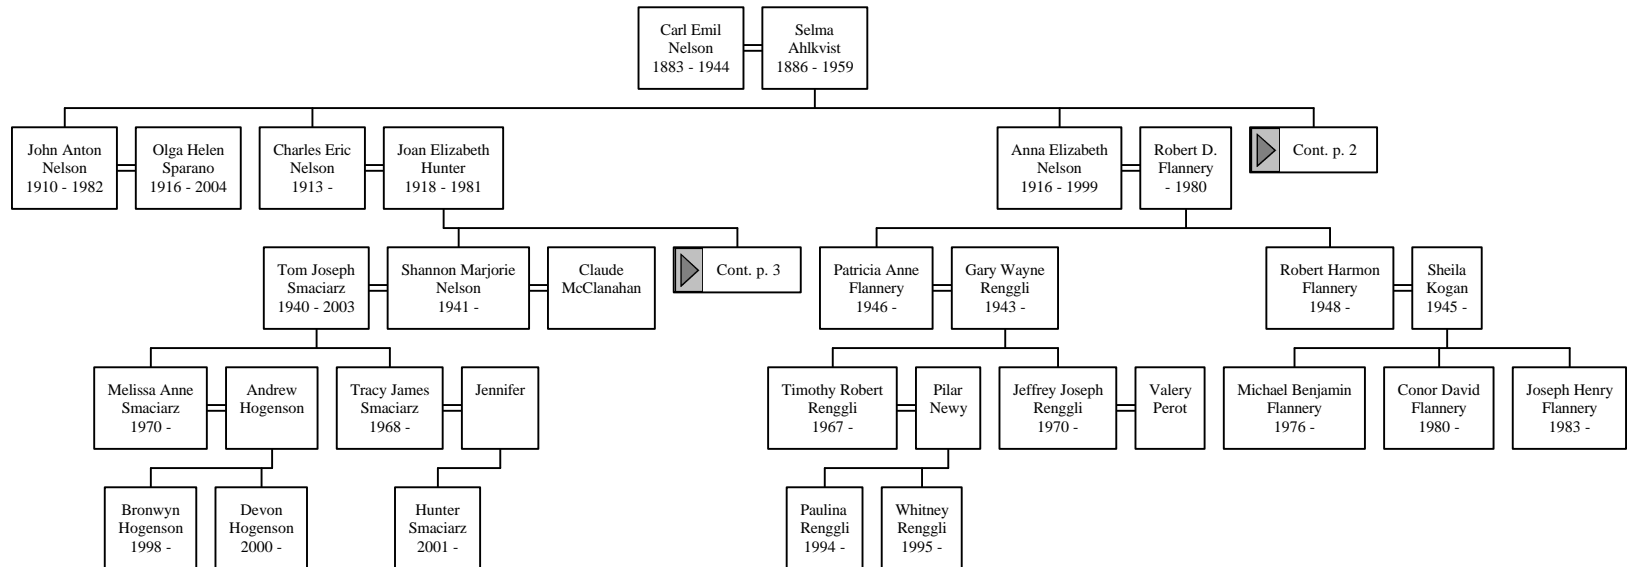 Carl Emil
Nelson
1883 - 1944
Selma
Ahlkvist
1886 - 1959
John Anton
Nelson
1910 - 1982
Olga Helen
Sparano
1916 - 2004
Charles Eric
Nelson
1913 -
Joan Elizabeth
Hunter
1918 - 1981
Anna Elizabeth
Nelson
1916 - 1999
Robert D.
Flannery
- 1980
Cont. p. 2
Tom Joseph
Smaciarz
1940 - 2003
Shannon Marjorie
Nelson
1941 -
Claude
McClanahan
Cont. p. 3
Patricia Anne
Flannery
1946 -
Gary Wayne
Renggli
1943 -
Robert Harmon
Flannery
1948 -
Sheila
Kogan
1945 -
Melissa Anne
Smaciarz
1970 -
Andrew
Hogenson
Tracy James
Smaciarz
1968 -
Jennifer
Timothy Robert
Renggli
1967 -
Pilar
Newy
Jeffrey Joseph
Renggli
1970 -
Valery
Perot
Michael Benjamin
Flannery
1976 -
Conor David
Flannery
1980 -
Joseph Henry
Flannery
1983 -
Bronwyn
Hogenson
1998 -
Devon
Hogenson
2000 -
Hunter
Smaciarz
2001 -
Paulina
Renggli
1994 -
Whitney
Renggli
1995 -